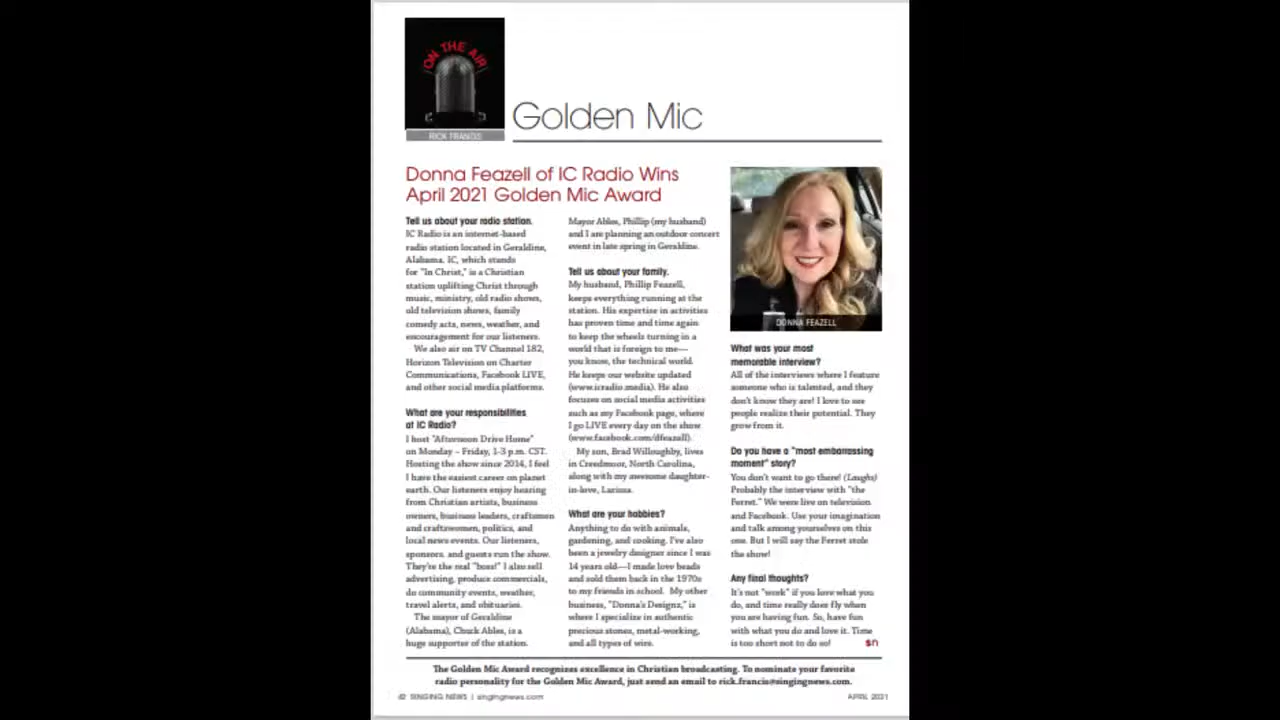 ON THE AIR
RICK FRANCIS
Golden Mic
Donna Feazell of IC Radio Wins
April 2021 Golden Mic Award
Tell us about your radio station.
IC Radio is an internet-based
radio station located in Geraldine,
Alabama. IC, which stands
for "In Christ," is a Christian
station uplifting Christ through
music, ministry, old radio shows,
old television shows, family
comedy acts, news, weather, and
encouragement for our listeners.
We also air on TV Channel 182,
Horizon Television on Charter
Communications, Facebook LIVE,
and other social media platforms.
What are your responsibilities
at IC Radio?
I host "Afternoon Drive Home"
on Monday – Friday, 1-3 p.m. CST.
Hosting the show since 2014, I feel
I have the easiest career on planet
earth. Our listeners enjoy hearing
from Christian artists, business
owners, business leaders, craftsmen
and craftswomen, politics, and
local news events. Our listeners,
sponsors, and guests run the show.
They're the real "boss!" I also sell
advertising, produce commercials,
do community events, weather,
travel alerts, and obituaries.
The mayor of Geraldine
(Alabama), Chuck Ables, is a
huge supporter of the station.
Mayor Ables, Phillip (my husband)
and I are planning an outdoor concert
event in late spring in Geraldine.
Tell us about your family.
My husband, Phillip Feazell,
keeps everything running at the
station. His expertise in activities
has proven time and time again
to keep the wheels turning in a
world that is foreign to me—
you know, the technical world.
He keeps our website updated
(www.icradio.media). He also
focuses on social media activities
such as my Facebook page, where
I go LIVE every day on the show
(www.facebook.com/dfeazell).
My son, Brad Willoughby, lives
in Creedmoor, North Carolina,
along with my awesome daughter-
in-love, Larissa.
What are your hobbies?
Anything to do with animals,
gardening, and cooking. I've also
been a jewelry designer since I was
14 years old—I made love beads
and sold them back in the 1970s
to my friends in school. My other
business, "Donna's Designz," is
where I specialize in authentic
precious stones, metal-working,
and all types of wire.
DONNA FEAZELL
What was your most
memorable interview?
All of the interviews where I feature
someone who is talented, and they
don't know they are! I love to see
people realize their potential. They
grow from it.
Do you have a "most embarrassing
moment" story?
You don't want to go there! (Laughs)
Probably the interview with "the
Ferret." We were live on television
and Facebook. Use your imagination
and talk among yourselves on this
one. But I will say the Ferret stole
the show!
Any final thoughts?
It's not "work" if you love what you
do, and time really does fly when
you are having fun. So, have fun
with what you do and love it. Time
is too short not to do so! sn
The Golden Mic Award recognizes excellence in Christian broadcasting. To nominate your favorite
radio personality for the Golden Mic Award, just send an email to rick.francis@singingnews.com.
42 SINGING NEWS | singingnews.com
APRIL 2021